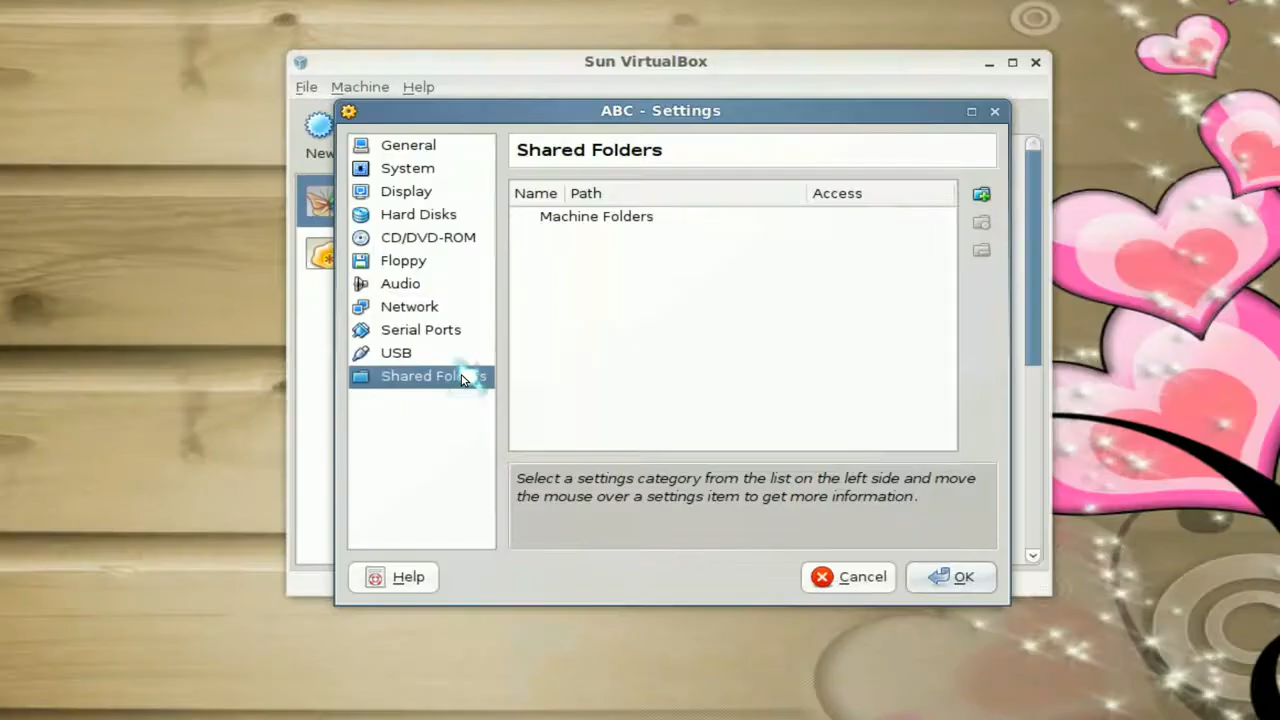 Sun VirtualBox
File Machine Help
New
ABC - Settings
General
System
Display
Hard Disks
CD/DVD-ROM
Floppy
Audio
Network
Serial Ports
USB
Shared
Shared Folders
Name Path Access
Machine Folders
Select a settings category from the list on the left side and move
the mouse over a settings item to get more information.
Help
Cancel
OK